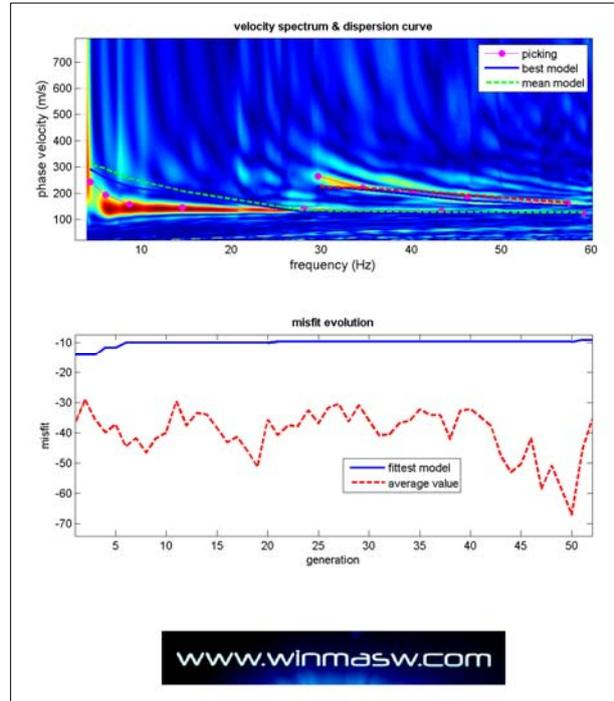 velocity spectrum & dispersion curve
picking
best model
mean model
phase velocity (m/s)
700
600
500
400
300
200
100
10
20
30
40
50
60
frequency (Hz)
misfit evolution
misfit
-10
-20
-30
-40
-50
-60
-70
fittest model
average value
5
10
15
20
25
30
35
40
45
50
generation
www.winmasw.com